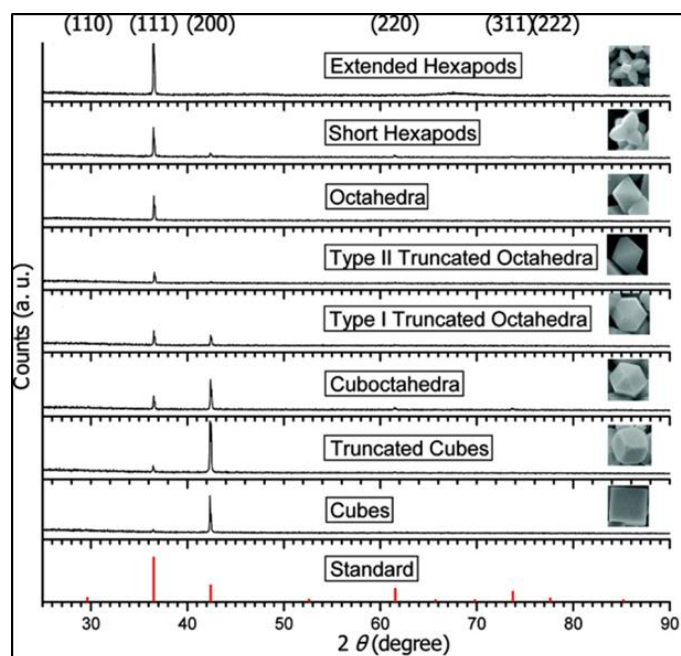 (110) (111) (200) (220) (311) (222)
Extended Hexapods
Short Hexapods
Octahedra
Type II Truncated Octahedra
Type I Truncated Octahedra
Cuboctahedra
Truncated Cubes
Cubes
Standard
Counts (a. u.)
30 40 50 60 70 80 90
2 θ (degree)